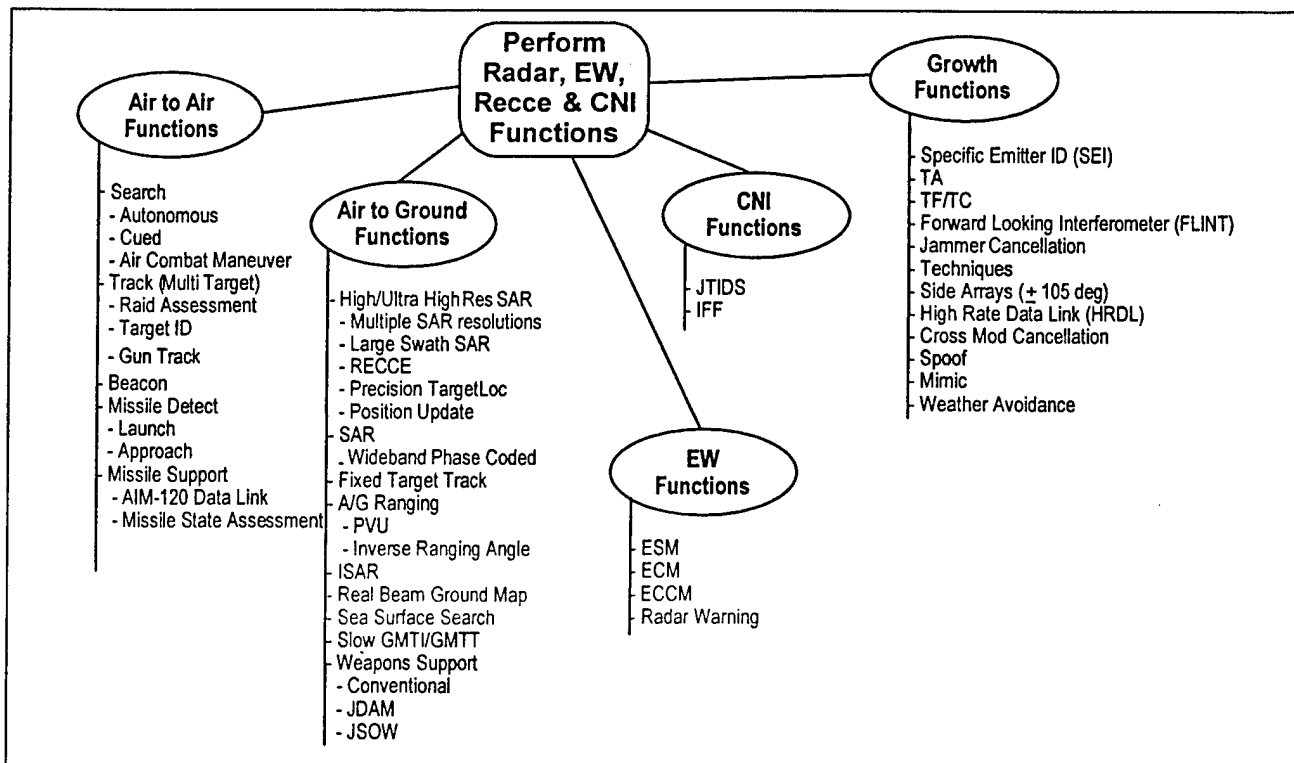 Perform
Radar, EW,
Recce & CNI
Functions
Air to Air
Functions
- Search
- Autonomous
- Cued
- Air Combat Maneuver
- Track (Multi Target)
- Raid Assessment
- Target ID
- Gun Track
- Beacon
- Missile Detect
- Launch
- Approach
- Missile Support
- AIM-120 Data Link
- Missile State Assessment
Air to Ground
Functions
- High/Ultra High Res SAR
- Multiple SAR resolutions
- Large Swath SAR
- RECCE
- Precision TargetLoc
- Position Update
- SAR
- Wideband Phase Coded
- Fixed Target Track
- A/G Ranging
- PVU
- Inverse Ranging Angle
- ISAR
- Real Beam Ground Map
- Sea Surface Search
- Slow GMTI/GMTT
- Weapons Support
- Conventional
- JDAM
- JSOW
CNI
Functions
- JTIDS
- IFF
EW
Functions
- ESM
- ECM
- ECCM
- Radar Warning
Growth
Functions
- Specific Emitter ID (SEI)
- TA
- TF/TC
- Forward Looking Interferometer (FLINT)
- Jammer Cancellation
- Techniques
- Side Arrays (± 105 deg)
- High Rate Data Link (HRDL)
- Cross Mod Cancellation
- Spoof
- Mimic
- Weather Avoidance